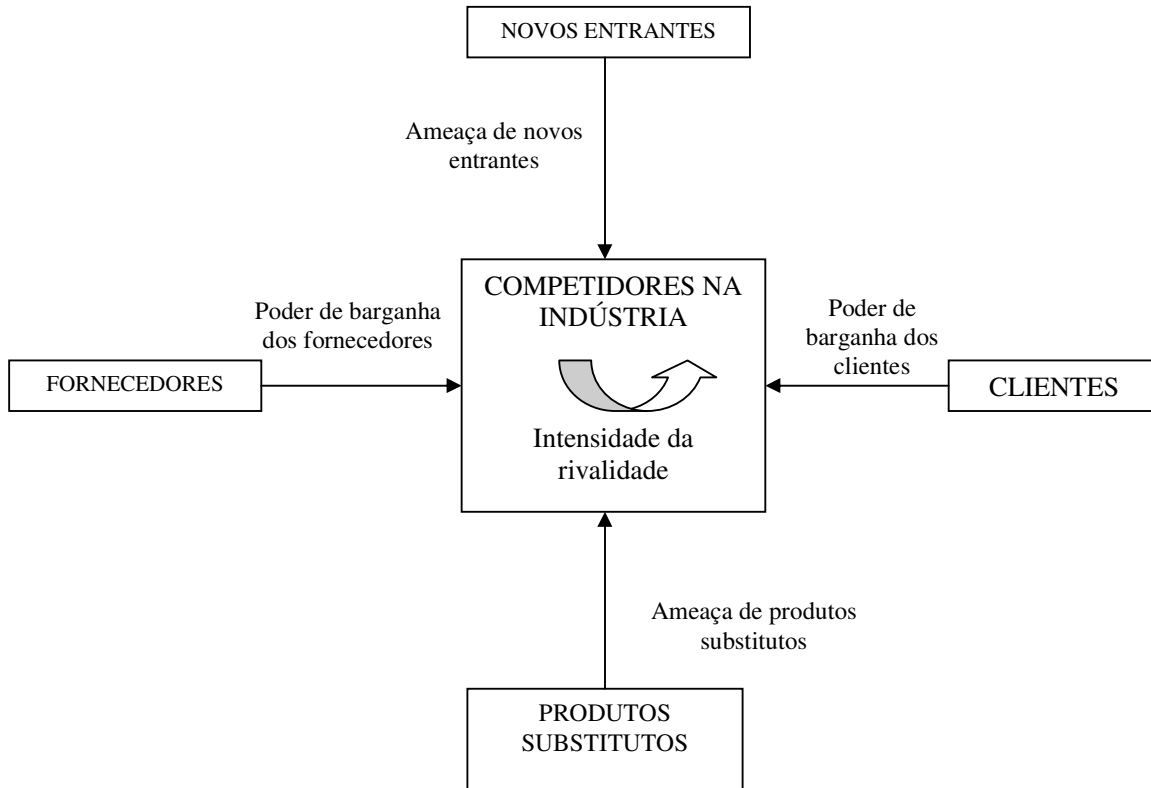 NOVOS ENTRANTES
Ameaça de novos
entrantes
COMPETIDORES NA
INDÚSTRIA
Poder de barganha
dos fornecedores
Poder de
barganha dos
clientes
FORNECEDORES
CLIENTES
Intensidade da
rivalidade
Ameaça de produtos
substitutos
PRODUTOS
SUBSTITUTOS